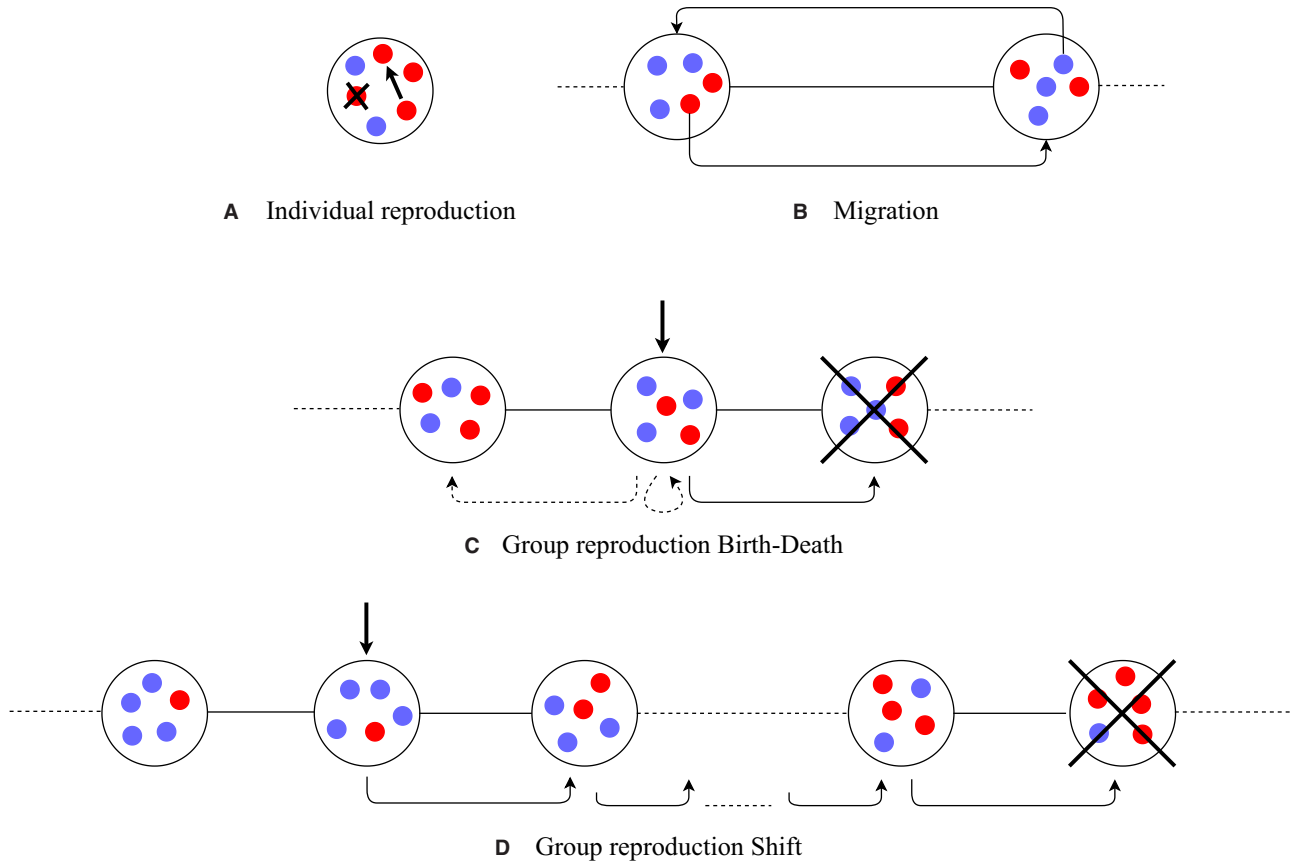 A Individual reproduction
B Migration
C Group reproduction Birth-Death
D Group reproduction Shift